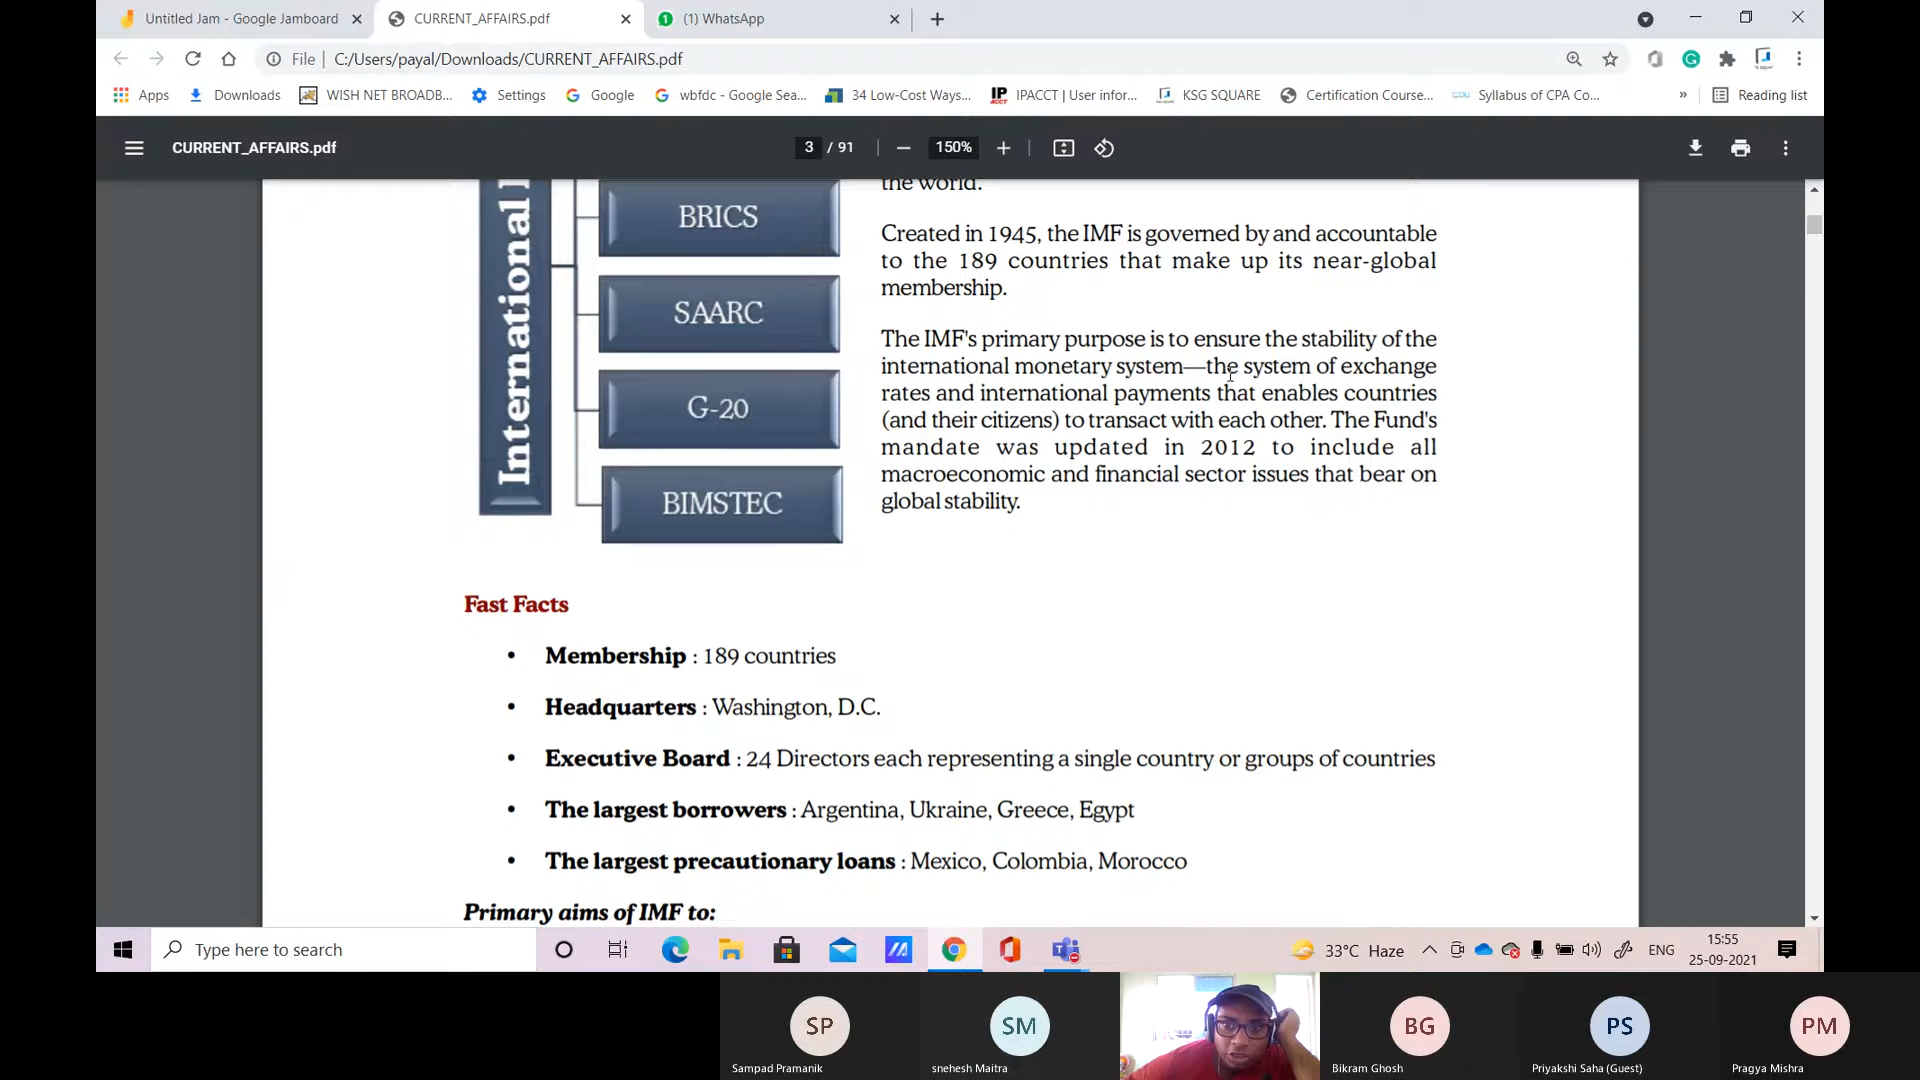 Untitled Jam - Google Jamboard
CURRENT_AFFAIRS.pdf
(1) WhatsApp
File | C:/Users/payal/Downloads/CURRENT_AFFAIRS.pdf
Apps
Downloads
WISH NET BROADB...
Settings
Google
wbfdc - Google Sea...
34 Low-Cost Ways...
IPACCT | User infor...
KSG SQUARE
Certification Course...
Syllabus of CPA Co...
»
Reading list
CURRENT_AFFAIRS.pdf
3 / 91
150%
International
BRICS
SAARC
G-20
BIMSTEC
the world.
Created in 1945, the IMF is governed by and accountable
to the 189 countries that make up its near-global
membership.
The IMF's primary purpose is to ensure the stability of the
international monetary system—the system of exchange
rates and international payments that enables countries
(and their citizens) to transact with each other. The Fund's
mandate was updated in 2012 to include all
macroeconomic and financial sector issues that bear on
global stability.
Fast Facts
• Membership : 189 countries
• Headquarters : Washington, D.C.
• Executive Board : 24 Directors each representing a single country or groups of countries
• The largest borrowers : Argentina, Ukraine, Greece, Egypt
• The largest precautionary loans : Mexico, Colombia, Morocco
Primary aims of IMF to:
Type here to search
33°C Haze
ENG
15:55
25-09-2021
SP
Sampad Pramanik
SM
snehesh Maitra
BG
Bikram Ghosh
PS
Priyakshi Saha (Guest)
PM
Pragya Mishra